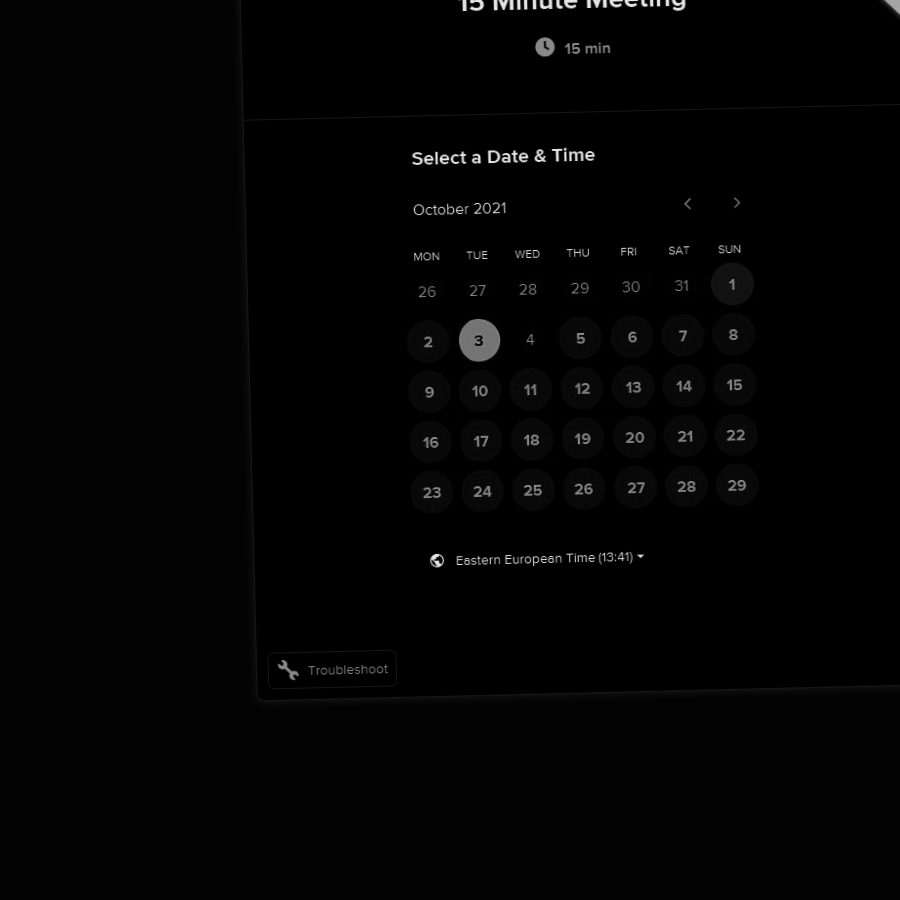 15 Minute Meeting
15 min
Select a Date & Time
October 2021
MON TUE WED THU FRI SAT SUN
26 27 28 29 30 31 1
2 3 4 5 6 7 8
9 10 11 12 13 14 15
16 17 18 19 20 21 22
23 24 25 26 27 28 29
Eastern European Time (13:41)
Troubleshoot